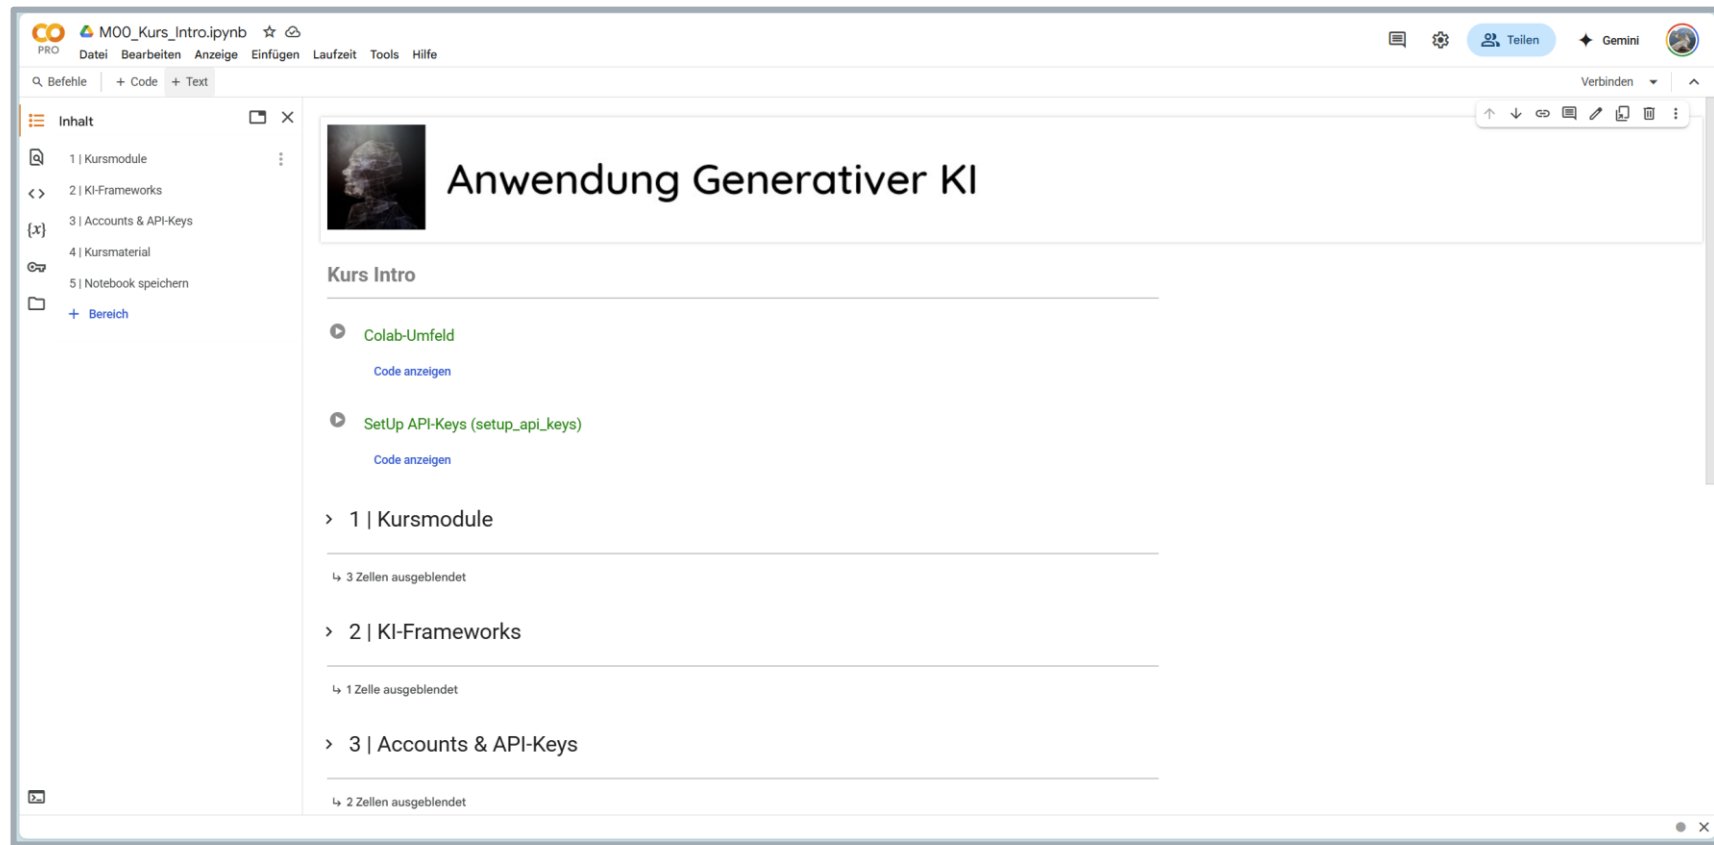 M00_Kurs_Intro.ipynb
PRO
Datei Bearbeiten Anzeige Einfügen Laufzeit Tools Hilfe
Teilen
Gemini
Befehle + Code + Text
Verbinden
Inhalt
1 | Kursmodule
2 | KI-Frameworks
3 | Accounts & API-Keys
4 | Kursmaterial
5 | Notebook speichern
+ Bereich
Anwendung Generativer KI
Kurs Intro
Colab-Umfeld
Code anzeigen
SetUp API-Keys (setup_api_keys)
Code anzeigen
1 | Kursmodule
3 Zellen ausgeblendet
2 | KI-Frameworks
1 Zelle ausgeblendet
3 | Accounts & API-Keys
2 Zellen ausgeblendet